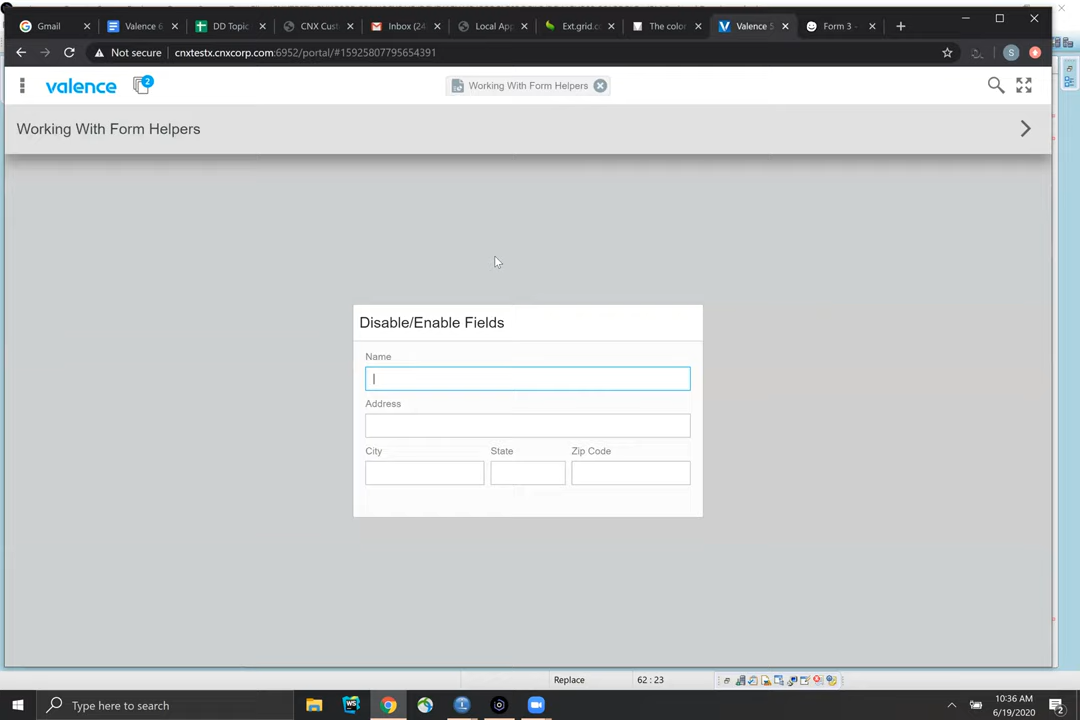 Gmail
Valence 6
DD Topic
CNX Cust
Inbox (24
Local App
Ext.grid.c
The color
Valence 5
Form 3 -
Not secure
cnxtestx.cnxcorp.com:6952/portal/#15925807795654391
S
valence
2
Working With Form Helpers
Working With Form Helpers
Disable/Enable Fields
Name
Address
City
State
Zip Code
Replace
62 : 23
Type here to search
WS
10:36 AM
6/19/2020
2